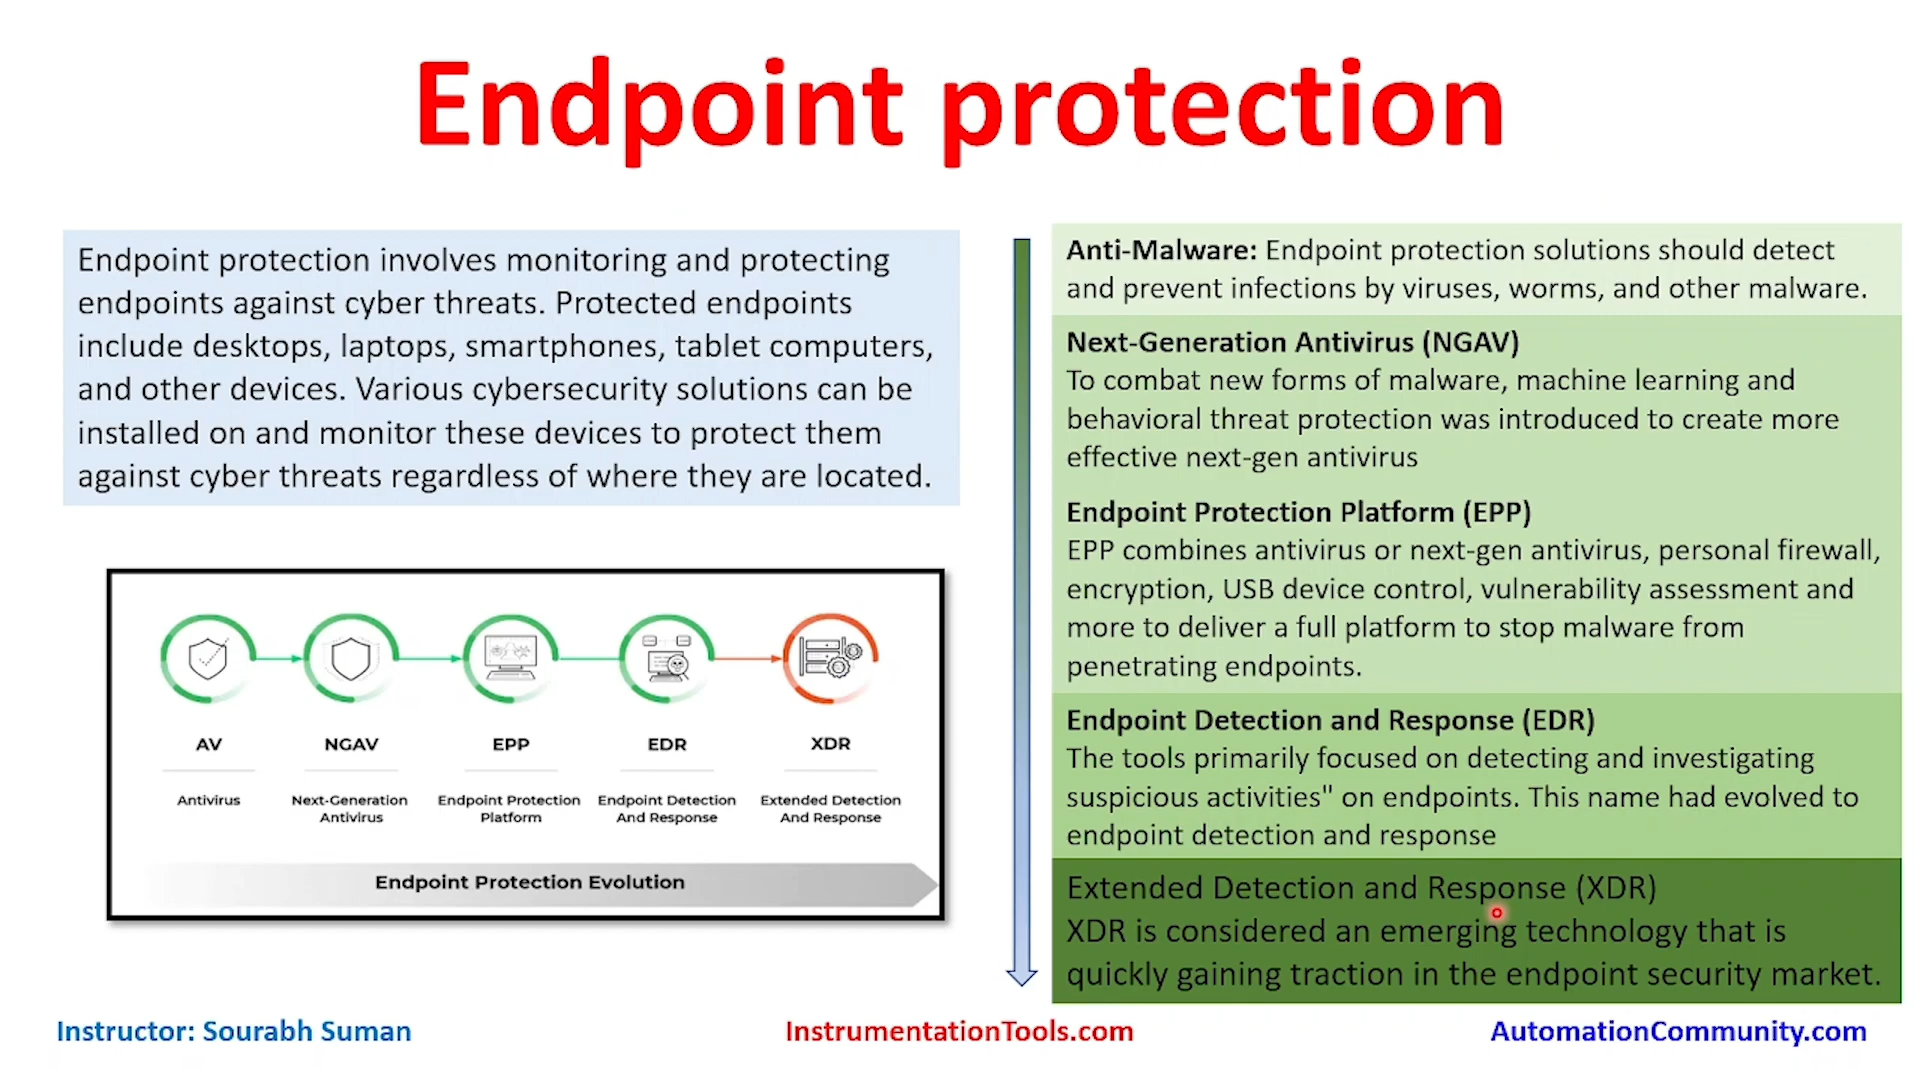 Endpoint protection
Endpoint protection involves monitoring and protecting
endpoints against cyber threats. Protected endpoints
include desktops, laptops, smartphones, tablet computers,
and other devices. Various cybersecurity solutions can be
installed on and monitor these devices to protect them
against cyber threats regardless of where they are located.
AV
NGAV
EPP
EDR
XDR
Antivirus
Next-Generation
Antivirus
Endpoint Protection
Platform
Endpoint Detection
And Response
Extended Detection
And Response
Endpoint Protection Evolution
Anti-Malware: Endpoint protection solutions should detect
and prevent infections by viruses, worms, and other malware.
Next-Generation Antivirus (NGAV)
To combat new forms of malware, machine learning and
behavioral threat protection was introduced to create more
effective next-gen antivirus
Endpoint Protection Platform (EPP)
EPP combines antivirus or next-gen antivirus, personal firewall,
encryption, USB device control, vulnerability assessment and
more to deliver a full platform to stop malware from
penetrating endpoints.
Endpoint Detection and Response (EDR)
The tools primarily focused on detecting and investigating
suspicious activities" on endpoints. This name had evolved to
endpoint detection and response
Extended Detection and Response (XDR)
XDR is considered an emerging technology that is
quickly gaining traction in the endpoint security market.
Instructor: Sourabh Suman
InstrumentationTools.com
AutomationCommunity.com